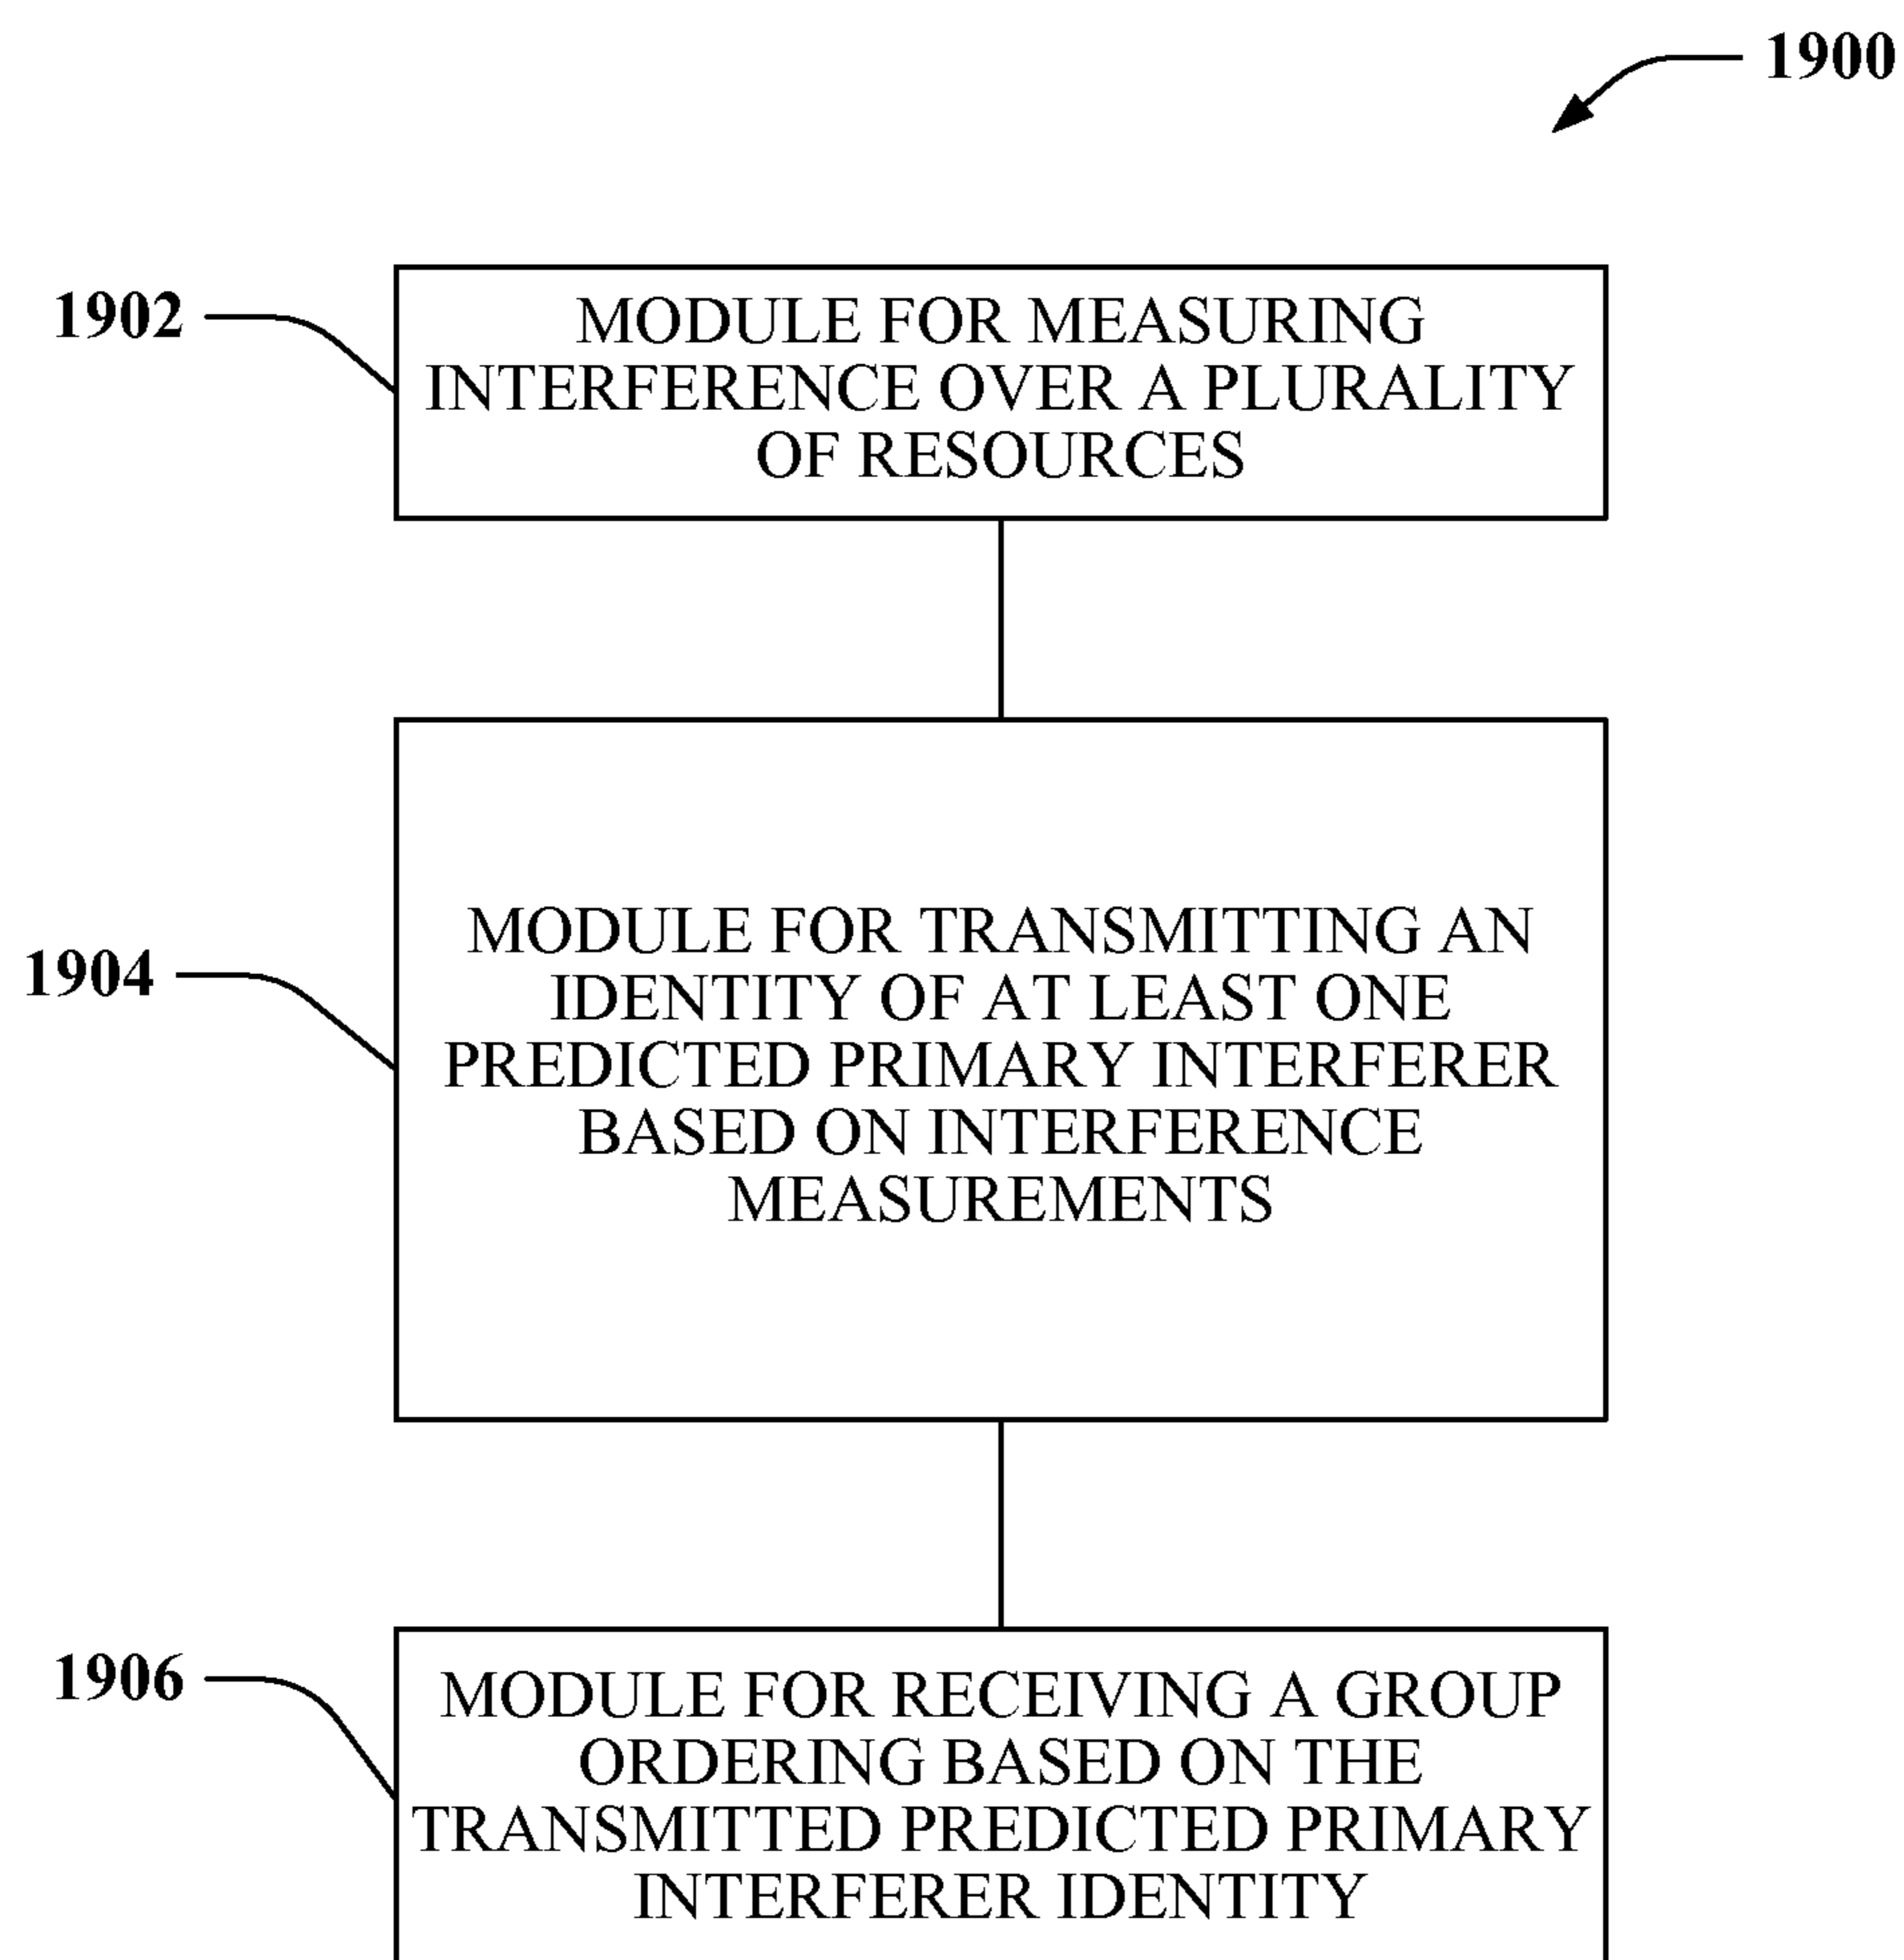 1900
1902
MODULE FOR MEASURING
INTERFERENCE OVER A PLURALITY
OF RESOURCES
1904
MODULE FOR TRANSMITTING AN
IDENTITY OF AT LEAST ONE
PREDICTED PRIMARY INTERFERER
BASED ON INTERFERENCE
MEASUREMENTS
1906
MODULE FOR RECEIVING A GROUP
ORDERING BASED ON THE
TRANSMITTED PREDICTED PRIMARY
INTERFERER IDENTITY